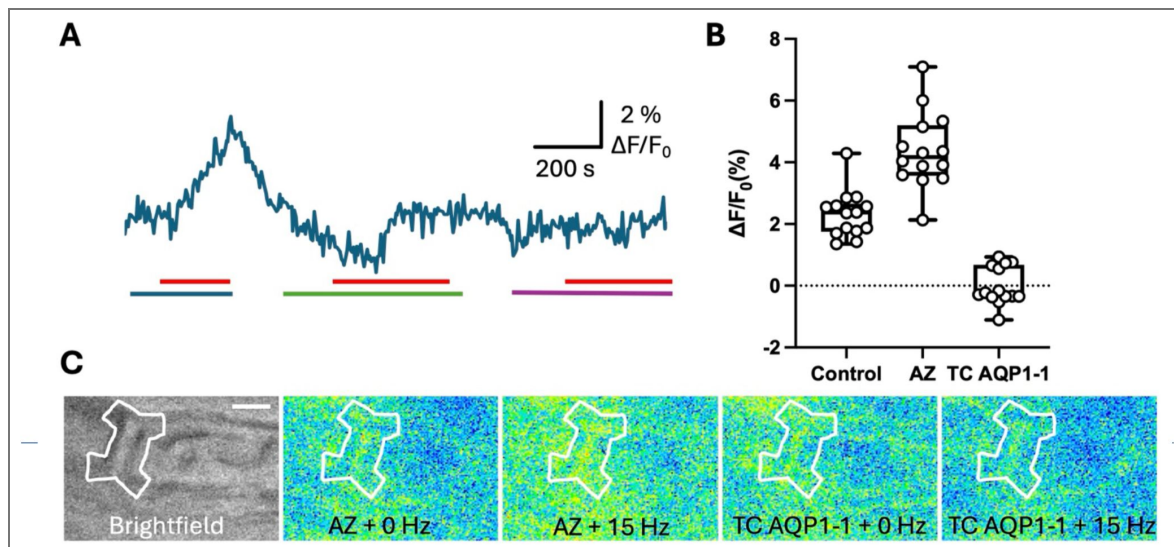 A
2 %
ΔF/F₀
200 s
B
ΔF/F₀(%)
8
6
4
2
0
-2
Control AZ TC AQP1-1
C
Brightfield
AZ + 0 Hz
AZ + 15 Hz
TC AQP1-1 + 0 Hz
TC AQP1-1 + 15 Hz